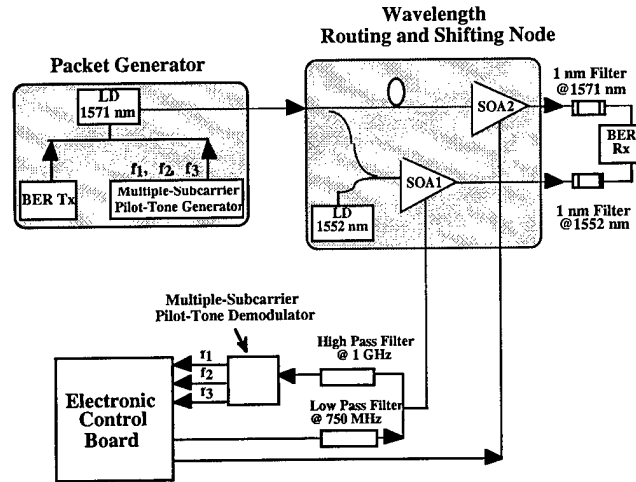 Wavelength
Routing and Shifting Node
Packet Generator
LD
1571 nm
f1, f2, f3
BER Tx
Multiple-Subcarrier
Pilot-Tone Generator
SOA2
SOA1
LD
1552 nm
1 nm Filter
@1571 nm
BER
Rx
1 nm Filter
@1552 nm
Multiple-Subcarrier
Pilot-Tone Demodulator
f1
f2
f3
High Pass Filter
@ 1 GHz
Low Pass Filter
@ 750 MHz
Electronic
Control
Board